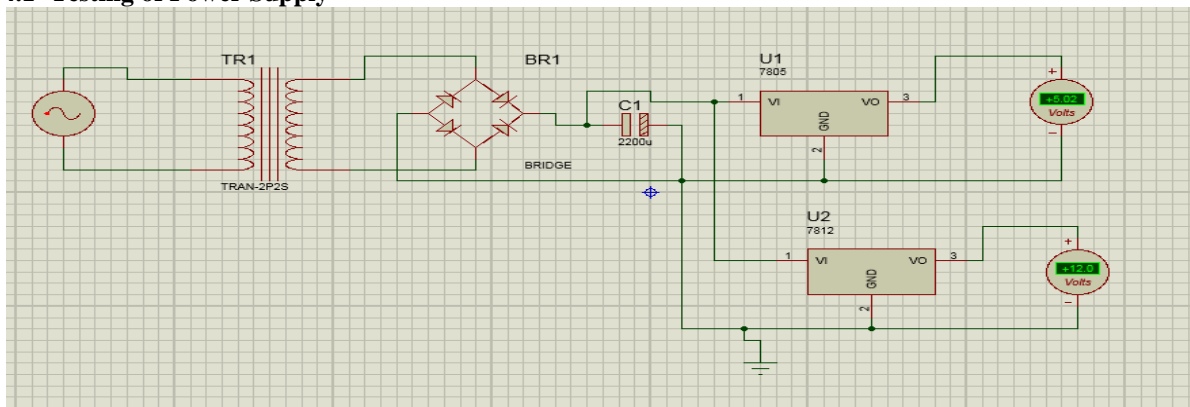 TR1
TRAN-2P2S
BR1
BRIDGE
C1
2200u
U1
7805
1
VI
VO
3
GND
2
+5.02
Volts
U2
7812
1
VI
VO
3
GND
2
+12.0
Volts